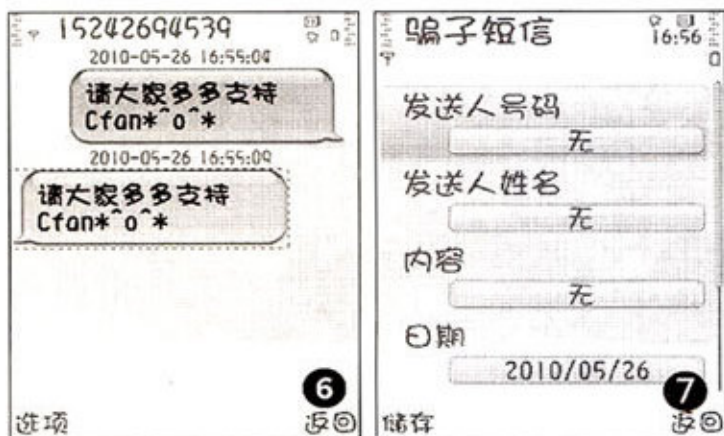 15242694539
2010-05-26 16:55:04
请大家多多支持
Cfan*^o^*
2010-05-26 16:55:09
请大家多多支持
Cfan*^o^*
选项
返回
6
骗子短信
16:56
发送人号码
无
发送人姓名
无
内容
无
日期
2010/05/26
储存
返回
7